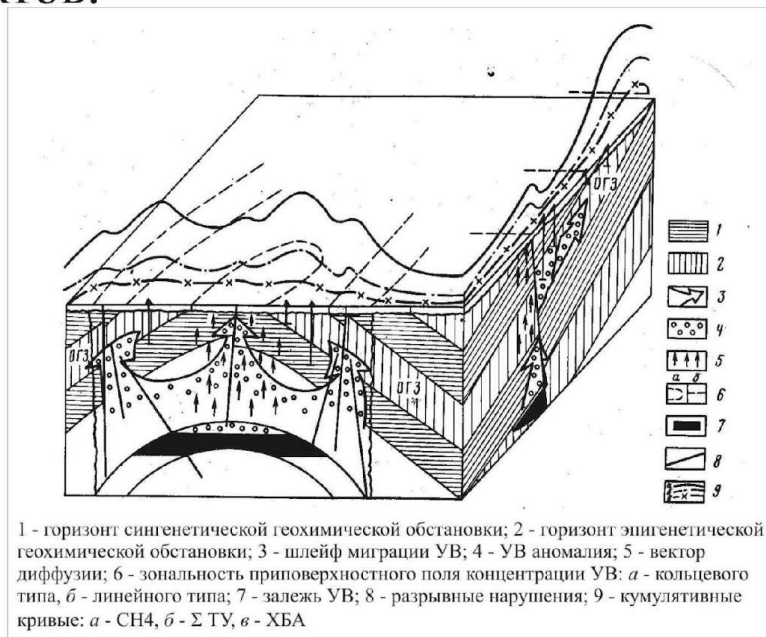 ОГЗ
ОГЗ
ОГЗ
1
2
3
4
5
а б
6
7
8
9
1 - горизонт сингенетической геохимической обстановки; 2 - горизонт эпигенетической
геохимической обстановки; 3 - шлейф миграции УВ; 4 - УВ аномалия; 5 - вектор
диффузии; 6 - зональность приповерхностного поля концентрации УВ: а - кольцевого
типа, б - линейного типа; 7 - залежь УВ; 8 - разрывные нарушения; 9 - кумулятивные
кривые: а - СН4, б - Σ ТУ, в - ХБА